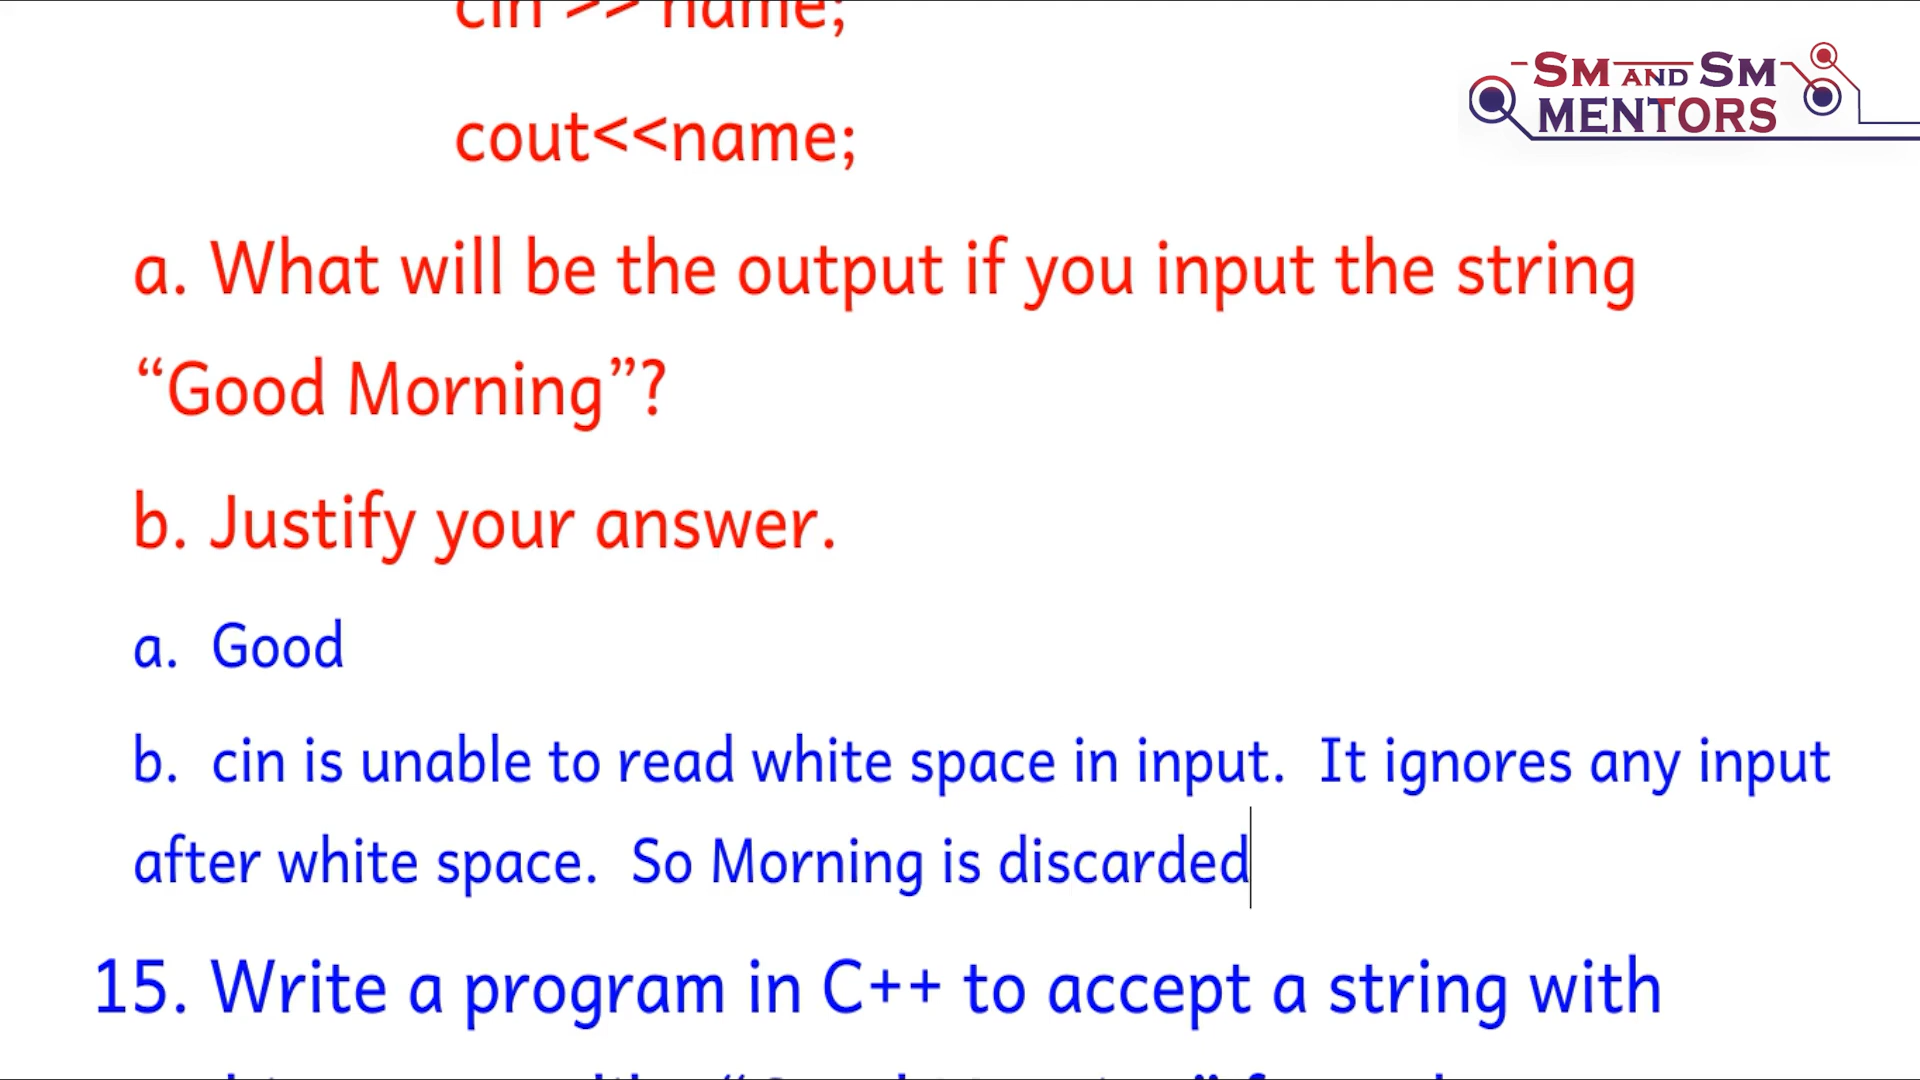 cin >> name;
SM AND SM
MENTORS
cout<<name;
a. What will be the output if you input the string
“Good Morning”?
b. Justify your answer.
a. Good
b. cin is unable to read white space in input. It ignores any input
after white space. So Morning is discarded
15. Write a program in C++ to accept a string with